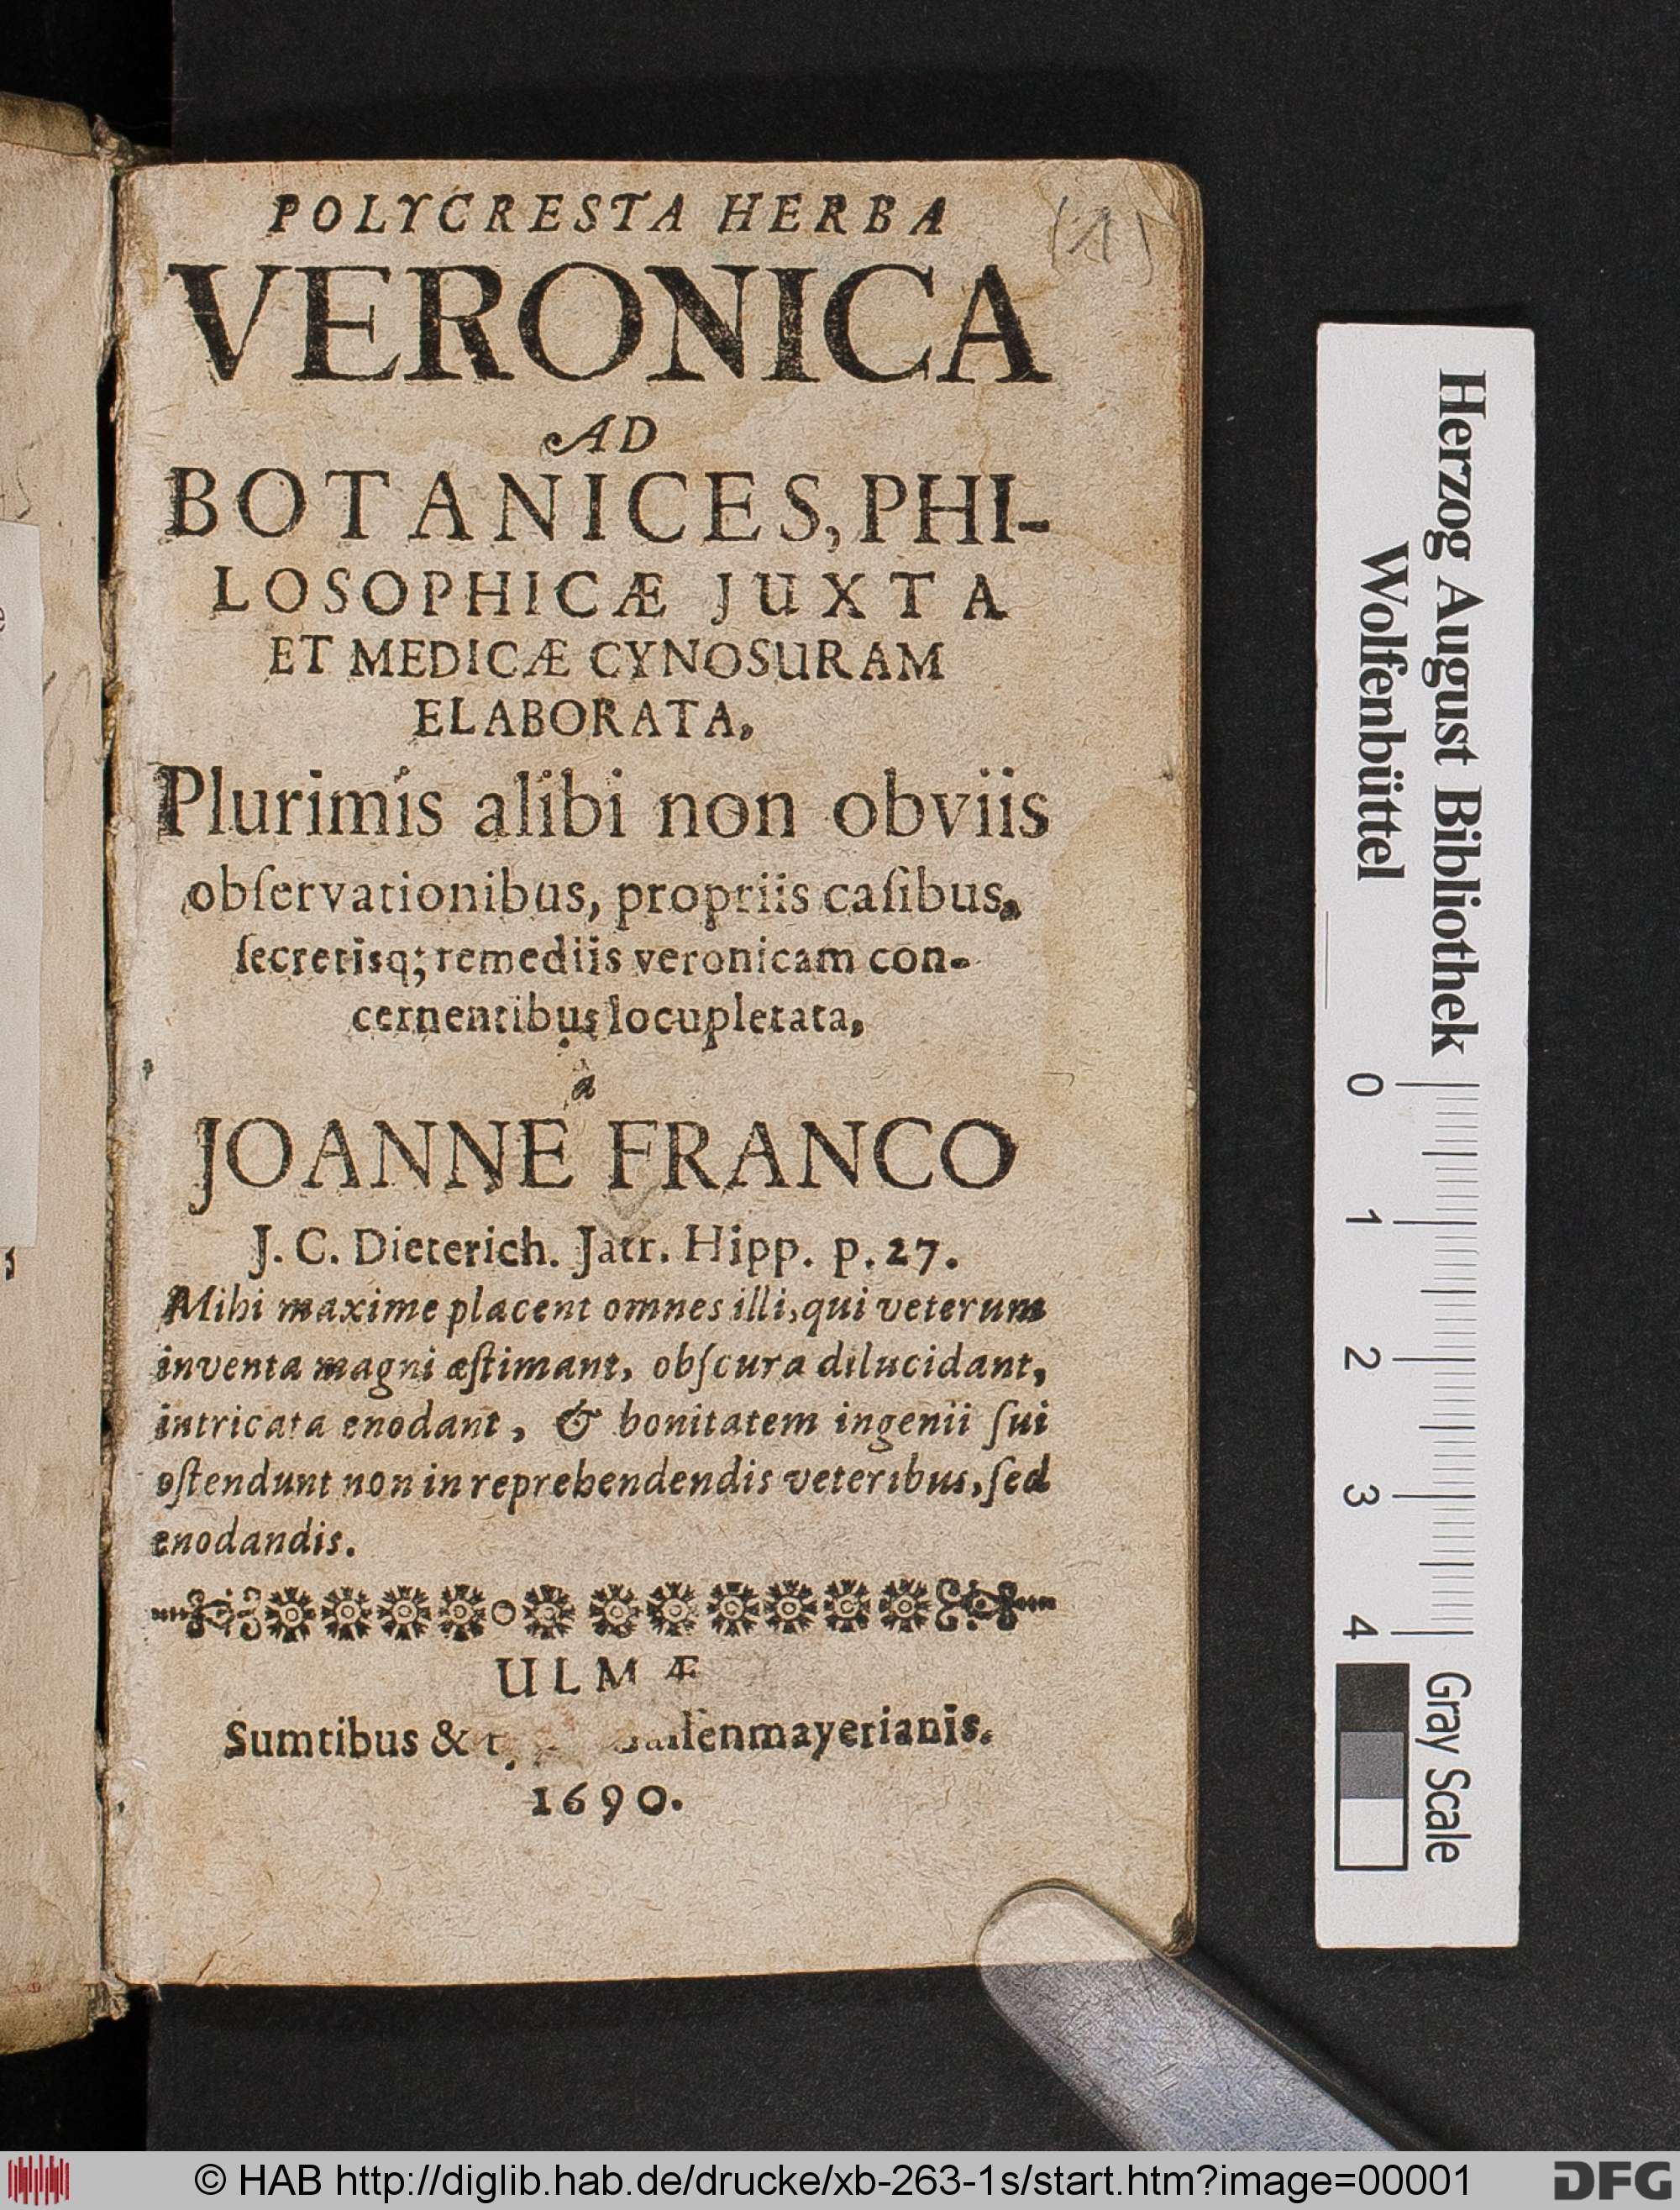 POLYCRESTA HERBA
(1)
VERONICA
AD
BOTANICES, PHI-
LOSOPHICÆ JUXTA
ET MEDICÆ CYNOSURAM
ELABORATA,
Plurimis alibi non obviis
obſervationibus, propriis caſibus,
ſecretisq; remediis veronicam con-
cernentibus locupletata,
à
JOANNE FRANCO
J. C. Dieterich. Jatr. Hipp. p. 27.
Mihi maxime placent omnes illi, qui veterum
inventa magni æſtimant, obſcura dilucidant,
intricata enodant, & bonitatem ingenii ſui
oſtendunt non in reprehendendis veteribus, ſed
enodandis.
ULMÆ
Sumtibus &
1690.
Herzog August Bibliothek
Wolfenbüttel
0 1 2 3 4
Gray Scale
© HAB http://diglib.hab.de/drucke/xb-263-1s/start.htm?image=00001
DFG